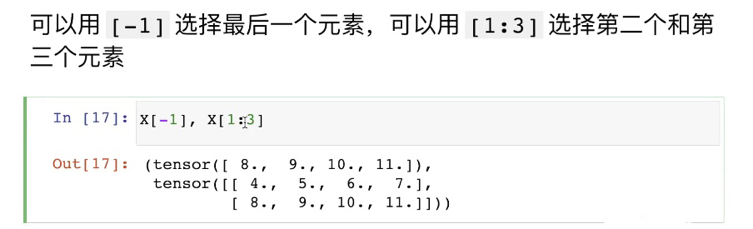 可以用 [-1] 选择最后一个元素，可以用 [1:3] 选择第二个和第
三个元素
In [17]: X[-1], X[1:3]
Out[17]: (tensor([ 8.,  9., 10., 11.]),
tensor([[ 4.,  5.,  6.,  7.],
[ 8.,  9., 10., 11.]]))